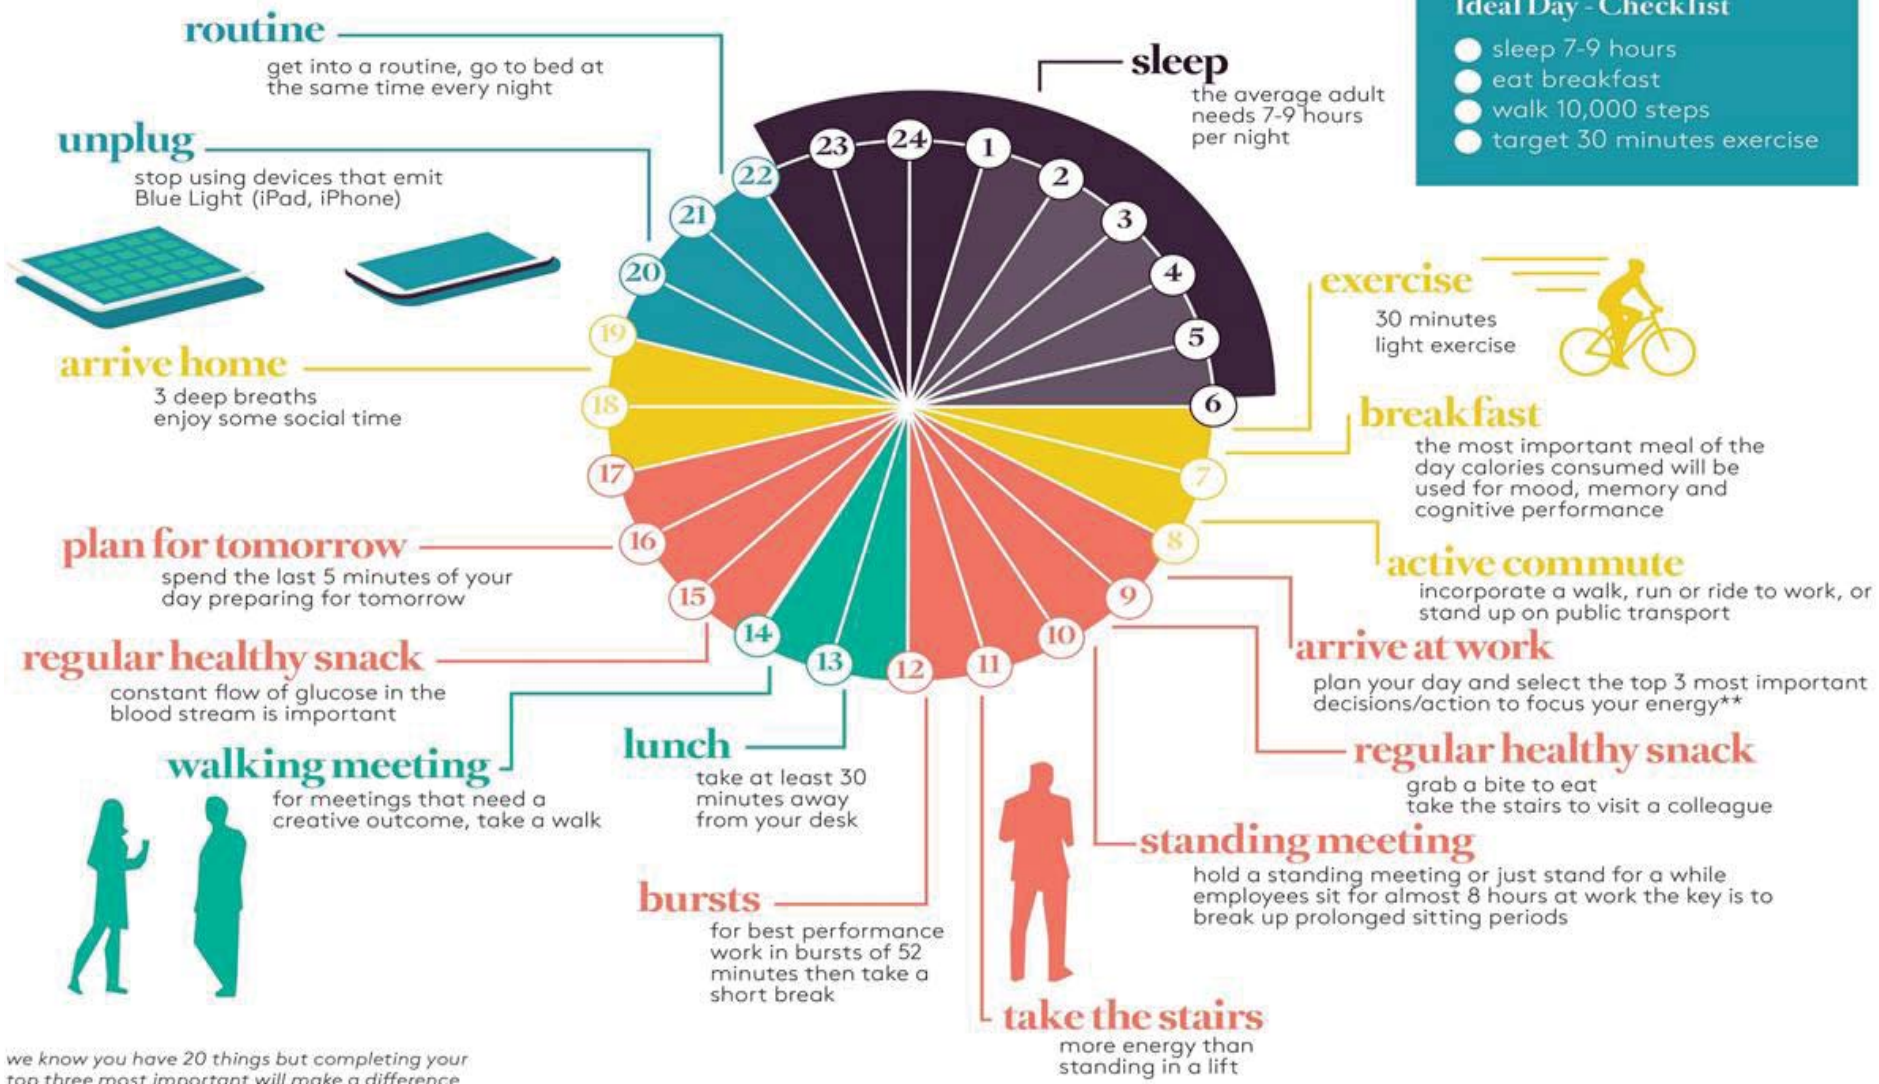 routine
get into a routine, go to bed at
the same time every night
unplug
stop using devices that emit
Blue Light (iPad, iPhone)
arrive home
3 deep breaths
enjoy some social time
plan for tomorrow
spend the last 5 minutes of your
day preparing for tomorrow
regular healthy snack
constant flow of glucose in the
blood stream is important
walking meeting
for meetings that need a
creative outcome, take a walk
lunch
take at least 30
minutes away
from your desk
bursts
for best performance
work in bursts of 52
minutes then take a
short break
24
1
2
3
4
5
6
7
8
9
10
11
12
13
14
15
16
17
18
19
20
21
22
23
sleep
the average adult
needs 7-9 hours
per night
Ideal Day - Checklist
sleep 7-9 hours
eat breakfast
walk 10,000 steps
target 30 minutes exercise
exercise
30 minutes
light exercise
breakfast
the most important meal of the
day calories consumed will be
used for mood, memory and
cognitive performance
active commute
incorporate a walk, run or ride to work, or
stand up on public transport
arrive at work
plan your day and select the top 3 most important
decisions/action to focus your energy**
regular healthy snack
grab a bite to eat
take the stairs to visit a colleague
standing meeting
hold a standing meeting or just stand for a while
employees sit for almost 8 hours at work the key is to
break up prolonged sitting periods
take the stairs
more energy than
standing in a lift
we know you have 20 things but completing your
top three most important will make a difference